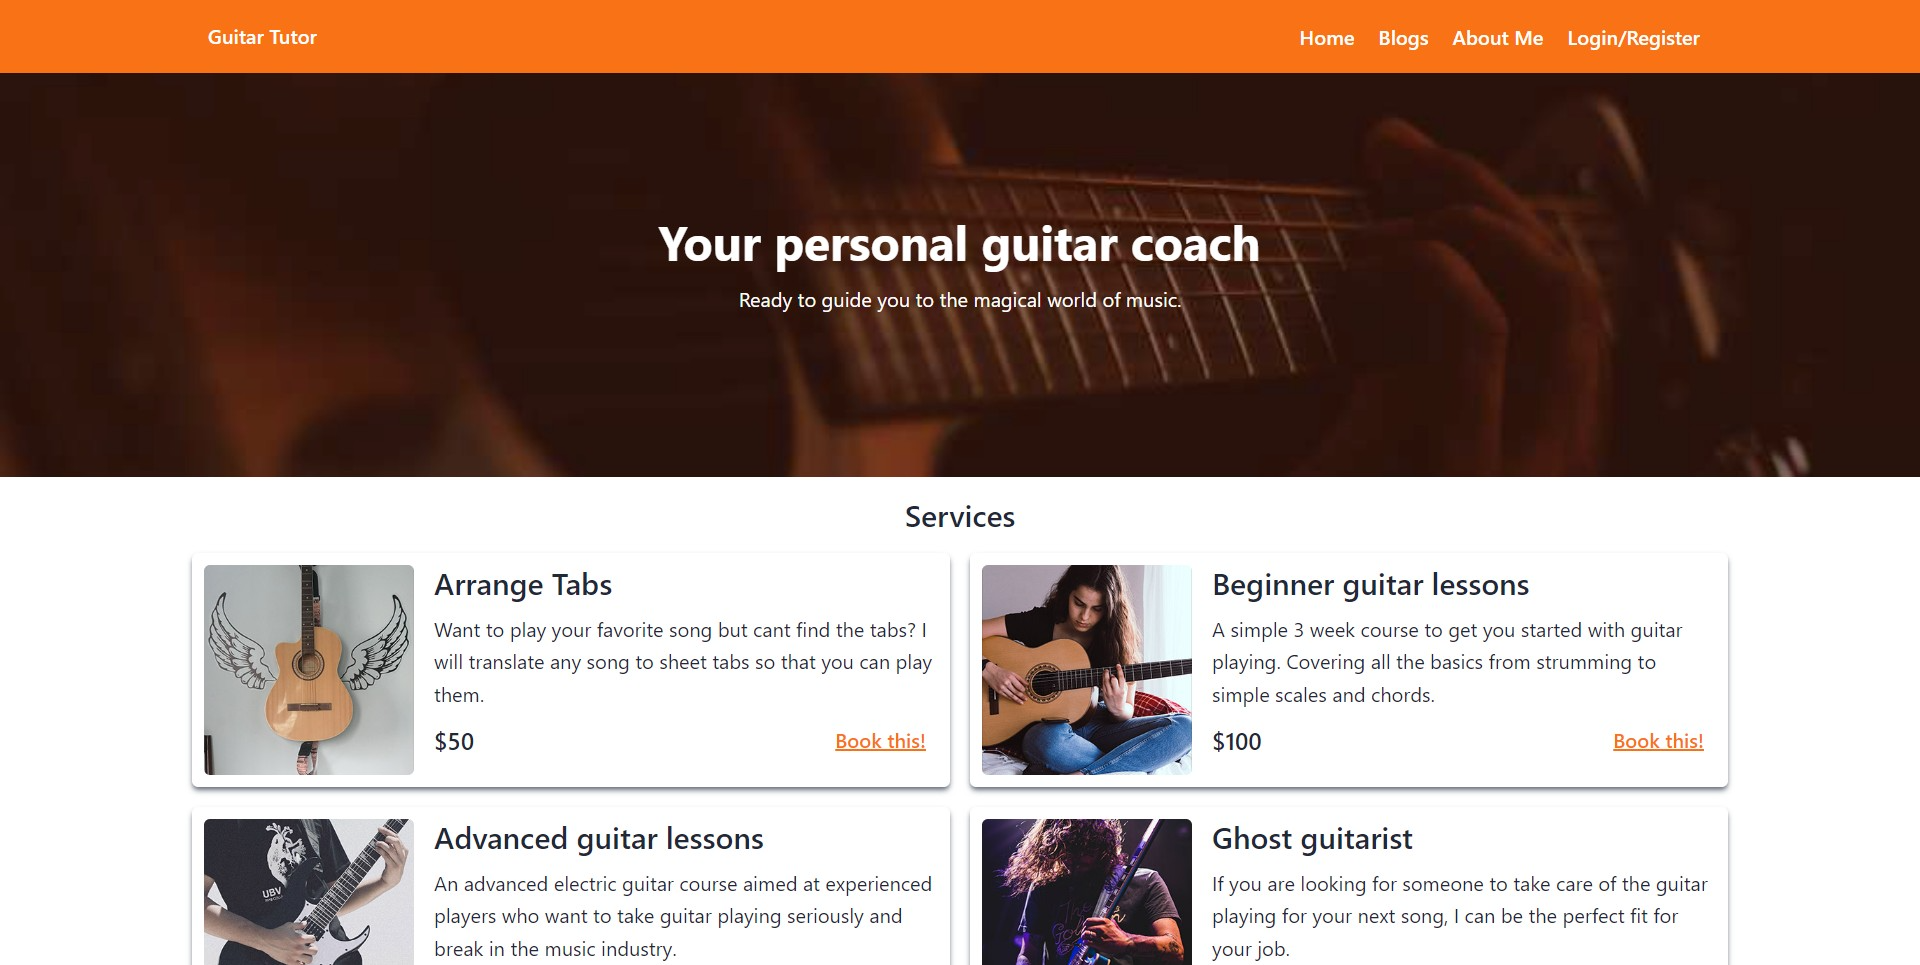 Guitar Tutor
Home Blogs About Me Login/Register
Your personal guitar coach
Ready to guide you to the magical world of music.
Services
Arrange Tabs
Want to play your favorite song but cant find the tabs? I
will translate any song to sheet tabs so that you can play
them.
$50 Book this!
Beginner guitar lessons
A simple 3 week course to get you started with guitar
playing. Covering all the basics from strumming to
simple scales and chords.
$100 Book this!
UBV
Advanced guitar lessons
An advanced electric guitar course aimed at experienced
players who want to take guitar playing seriously and
break in the music industry.
Ghost guitarist
If you are looking for someone to take care of the guitar
playing for your next song, I can be the perfect fit for
your job.